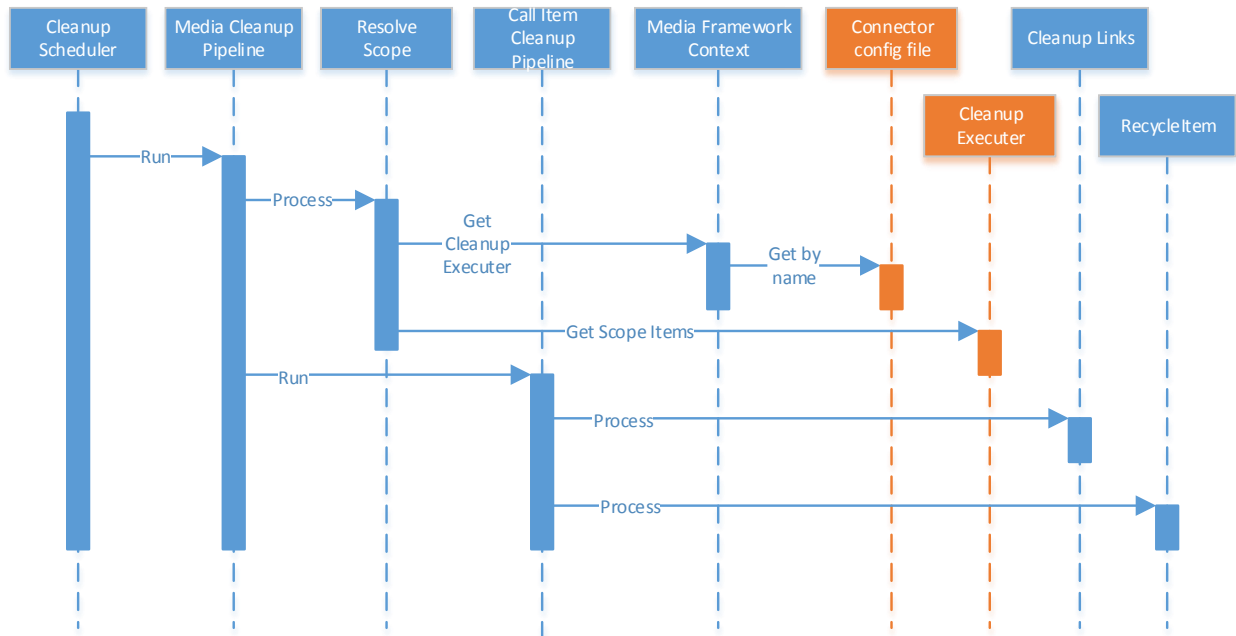 Cleanup
Scheduler
Media Cleanup
Pipeline
Resolve
Scope
Call Item
Cleanup
Pipeline
Media Framework
Context
Connector
config file
Cleanup Links
Cleanup
Executer
RecycleItem
Run
Process
Get
Cleanup
Executer
Get by
name
Get Scope Items
Run
Process
Process